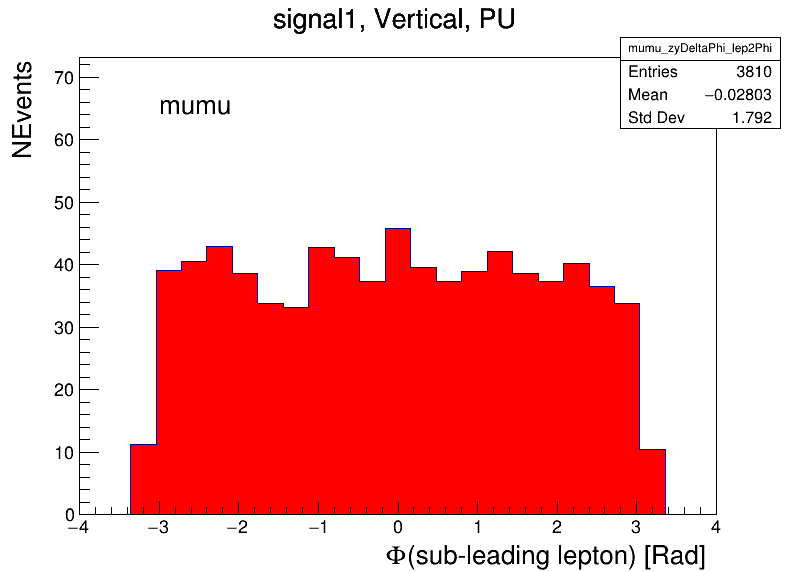 signal1, Vertical, PU
mumu_zyDeltaPhi_lep2Phi
Entries 3810
Mean −0.02803
Std Dev 1.792
NEvents
mumu
70
60
50
40
30
20
10
0
−4 −3 −2 −1 0 1 2 3 4
Φ(sub-leading lepton) [Rad]